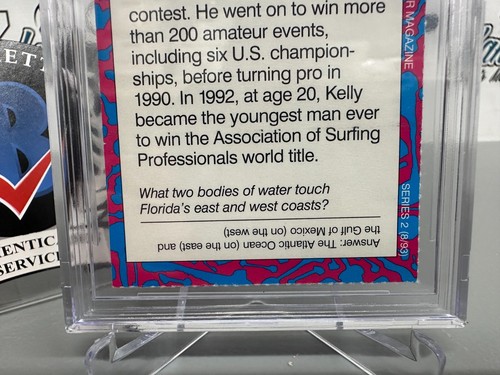 contest. He went on to win more
than 200 amateur events,
including six U.S. champion-
ships, before turning pro in
1990. In 1992, at age 20, Kelly
became the youngest man ever
to win the Association of Surfing
Professionals world title.
What two bodies of water touch
Florida's east and west coasts?
Answer: The Atlantic Ocean (on the east) and
the Gulf of Mexico (on the west)
R MAGAZINE
SERIES 2 (8/93)
ETT
B
ENTIC
SERVICE